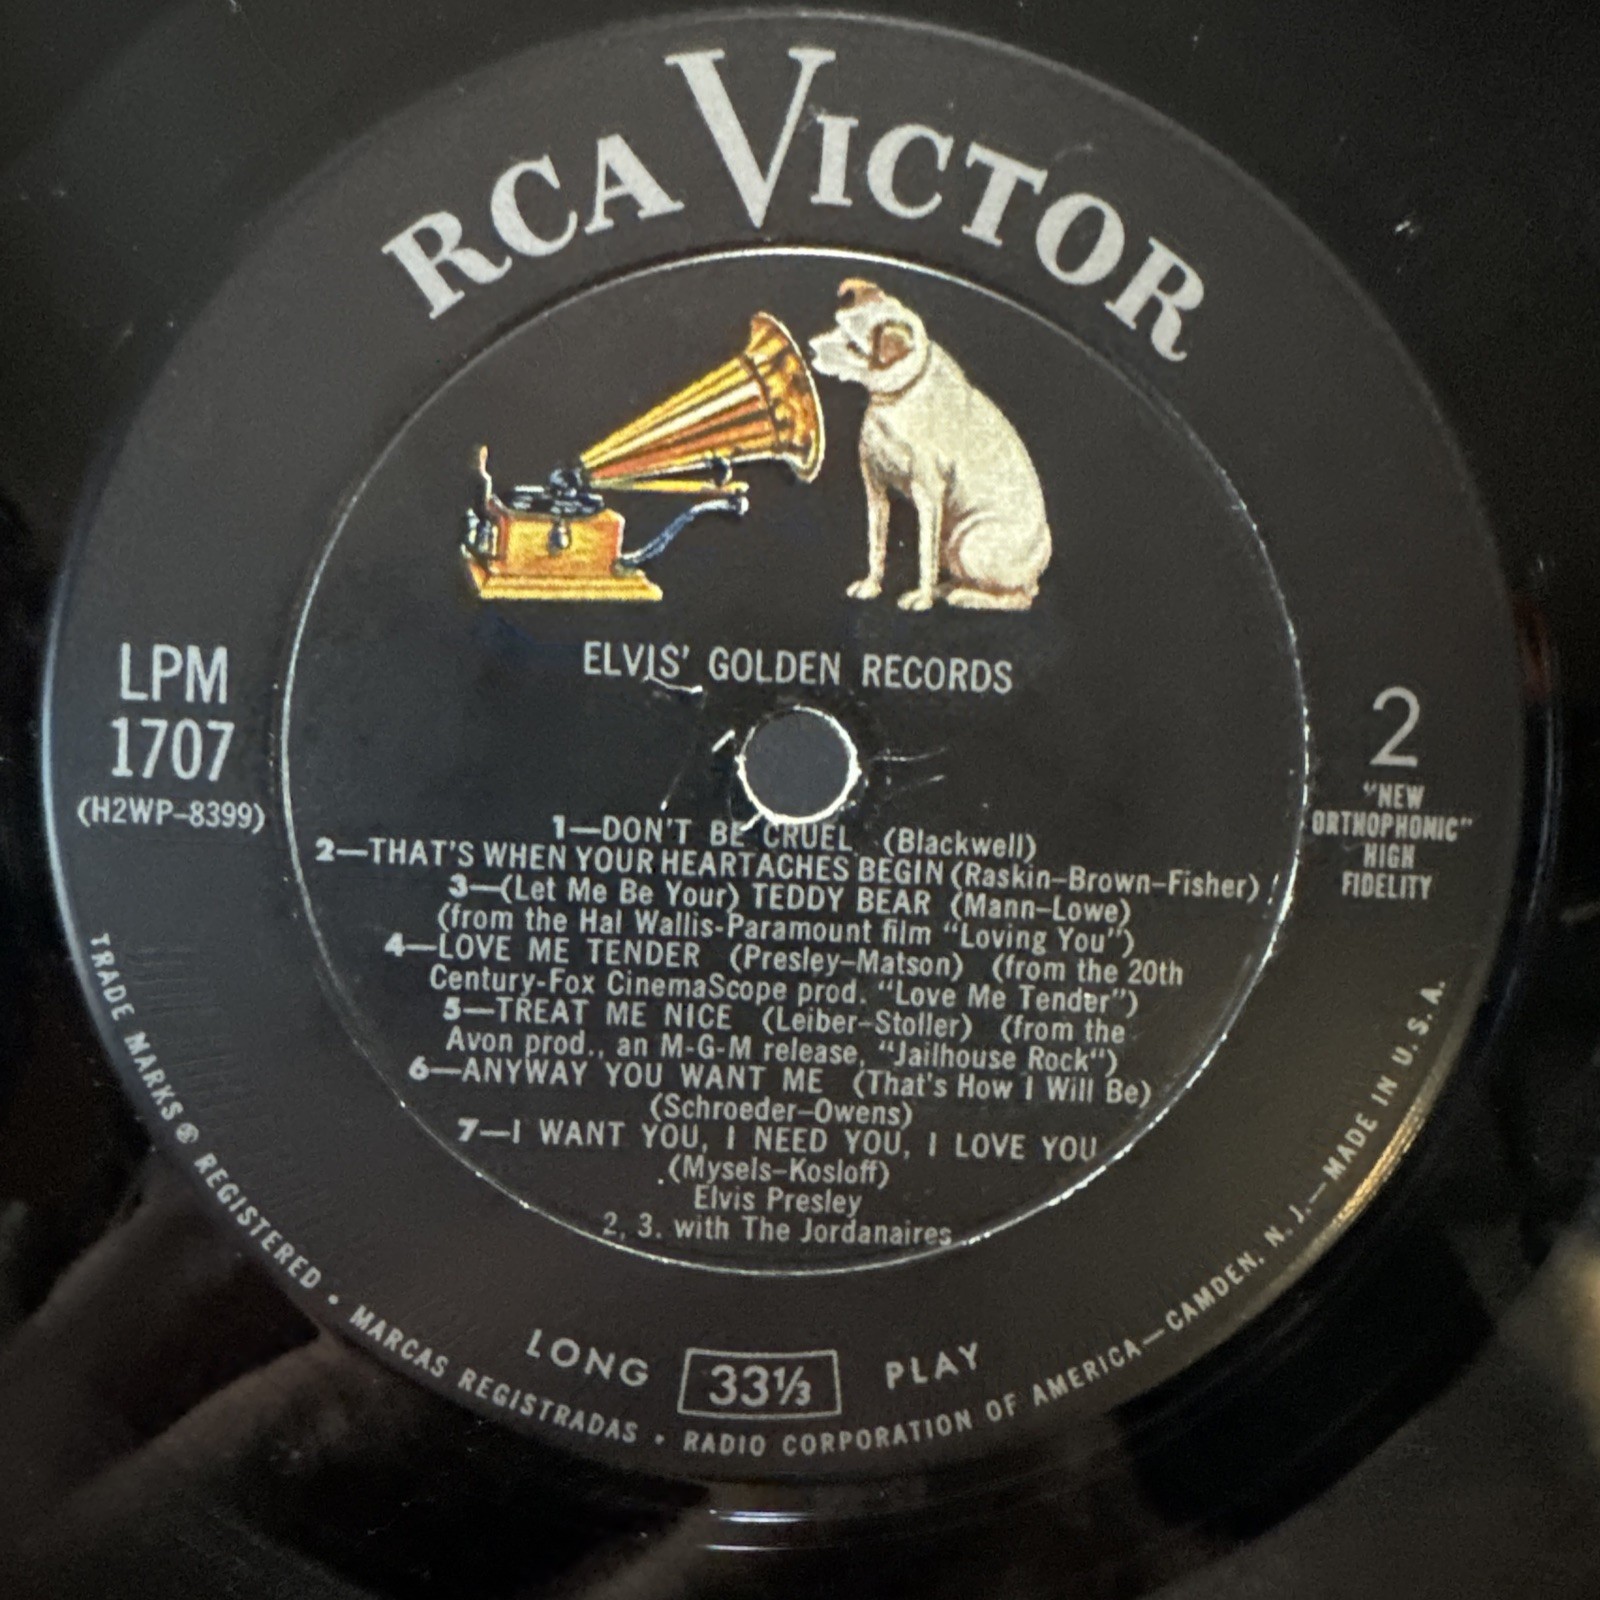 RCA VICTOR
ELVIS' GOLDEN RECORDS
LPM
1707
(H2WP-8399)
2
"NEW
ORTHOPHONIC"
HIGH
FIDELITY
1—DON'T BE CRUEL (Blackwell)
2—THAT'S WHEN YOUR HEARTACHES BEGIN (Raskin-Brown-Fisher)
3—(Let Me Be Your) TEDDY BEAR (Mann-Lowe)
(from the Hal Wallis-Paramount film "Loving You")
4—LOVE ME TENDER (Presley-Matson) (from the 20th
Century-Fox CinemaScope prod. "Love Me Tender")
5—TREAT ME NICE (Leiber-Stoller) (from the
Avon prod., an M-G-M release, "Jailhouse Rock")
6—ANYWAY YOU WANT ME (That's How I Will Be)
(Schroeder-Owens)
7—I WANT YOU, I NEED YOU, I LOVE YOU
(Mysels-Kosloff)
Elvis Presley
2, 3. with The Jordanaires
LONG 33⅓ PLAY
TRADE MARKS ® REGISTERED • MARCAS REGISTRADAS • RADIO CORPORATION OF AMERICA—CAMDEN, N. J.—MADE IN U. S. A.